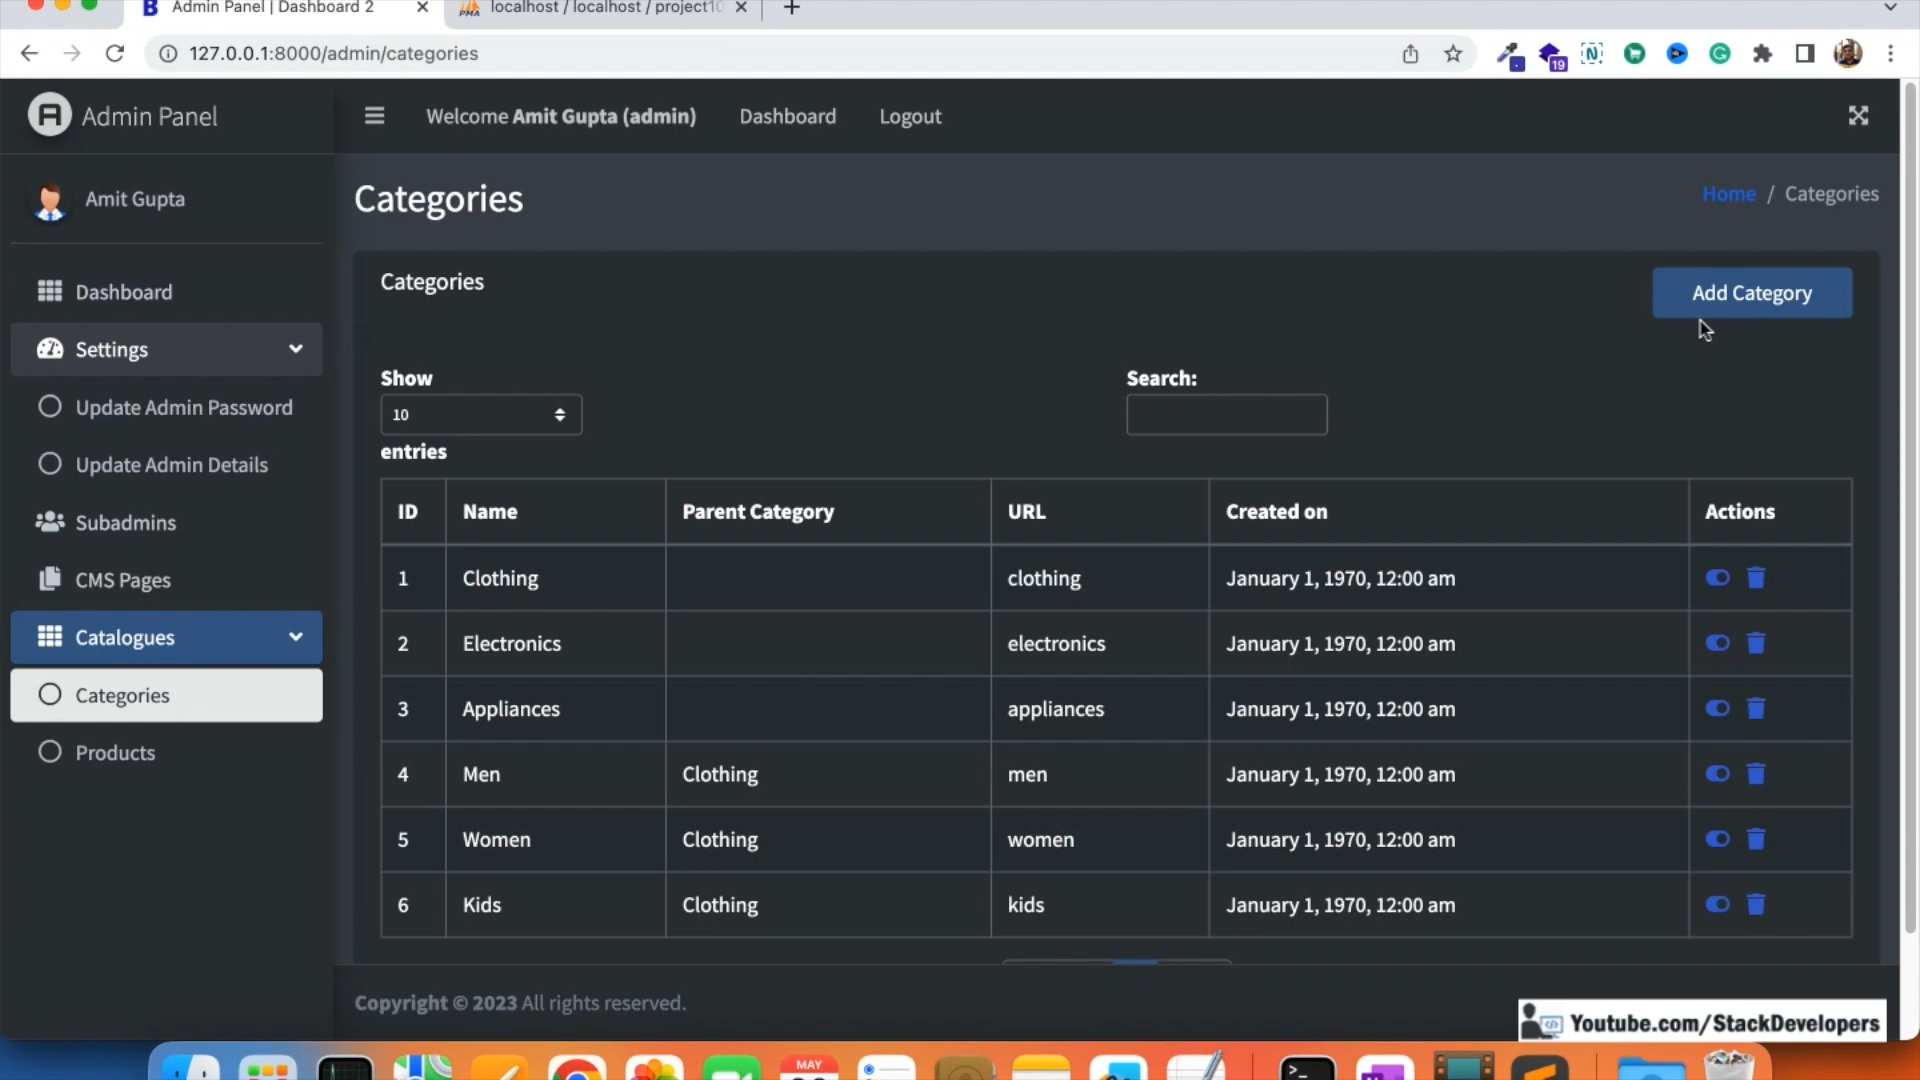 Admin Panel | Dashboard 2
localhost / localhost / project10
127.0.0.1:8000/admin/categories
19
Admin Panel
Welcome Amit Gupta (admin)
Dashboard
Logout
Amit Gupta
Categories
Home / Categories
Dashboard
Settings
Update Admin Password
Update Admin Details
Subadmins
CMS Pages
Catalogues
Categories
Products
Categories
Add Category
Show
10
entries
Search:
ID Name Parent Category URL Created on Actions
1 Clothing clothing January 1, 1970, 12:00 am
2 Electronics electronics January 1, 1970, 12:00 am
3 Appliances appliances January 1, 1970, 12:00 am
4 Men Clothing men January 1, 1970, 12:00 am
5 Women Clothing women January 1, 1970, 12:00 am
6 Kids Clothing kids January 1, 1970, 12:00 am
Copyright © 2023 All rights reserved.
Youtube.com/StackDevelopers
MAY